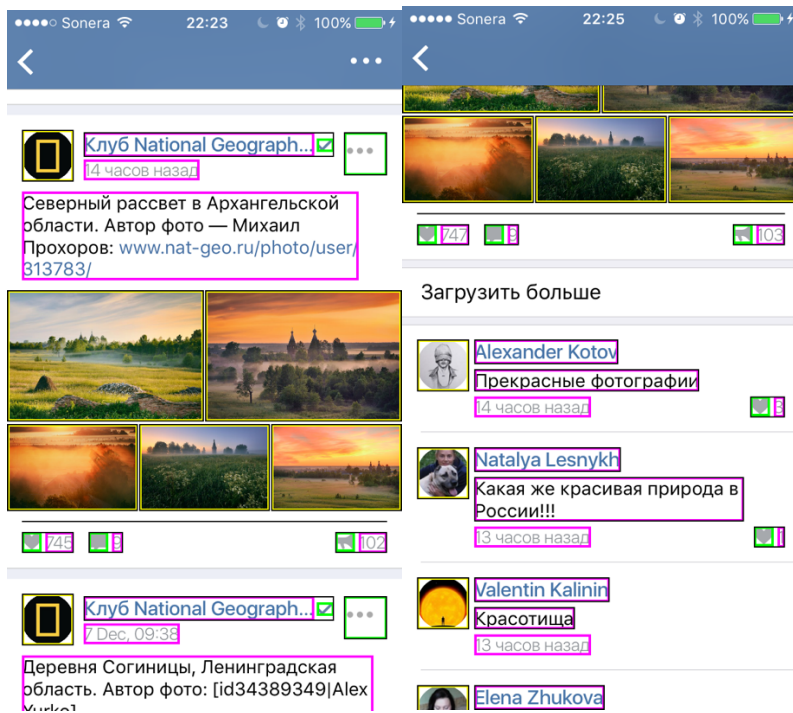 Sonera 22:23 100%
Клуб National Geograph...
14 часов назад
Северный рассвет в Архангельской
области. Автор фото — Михаил
Прохоров: www.nat-geo.ru/photo/user/
313783/
745 9 102
Клуб National Geograph...
7 Dec, 09:38
Деревня Согиницы, Ленинградская
область. Автор фото: [id34389349|Alex
Yurko]
Sonera 22:25 100%
747 9 103
Загрузить больше
Alexander Kotov
Прекрасные фотографии
14 часов назад 3
Natalya Lesnykh
Какая же красивая природа в
России!!!
13 часов назад 1
Valentin Kalinin
Красотища
13 часов назад
Elena Zhukova